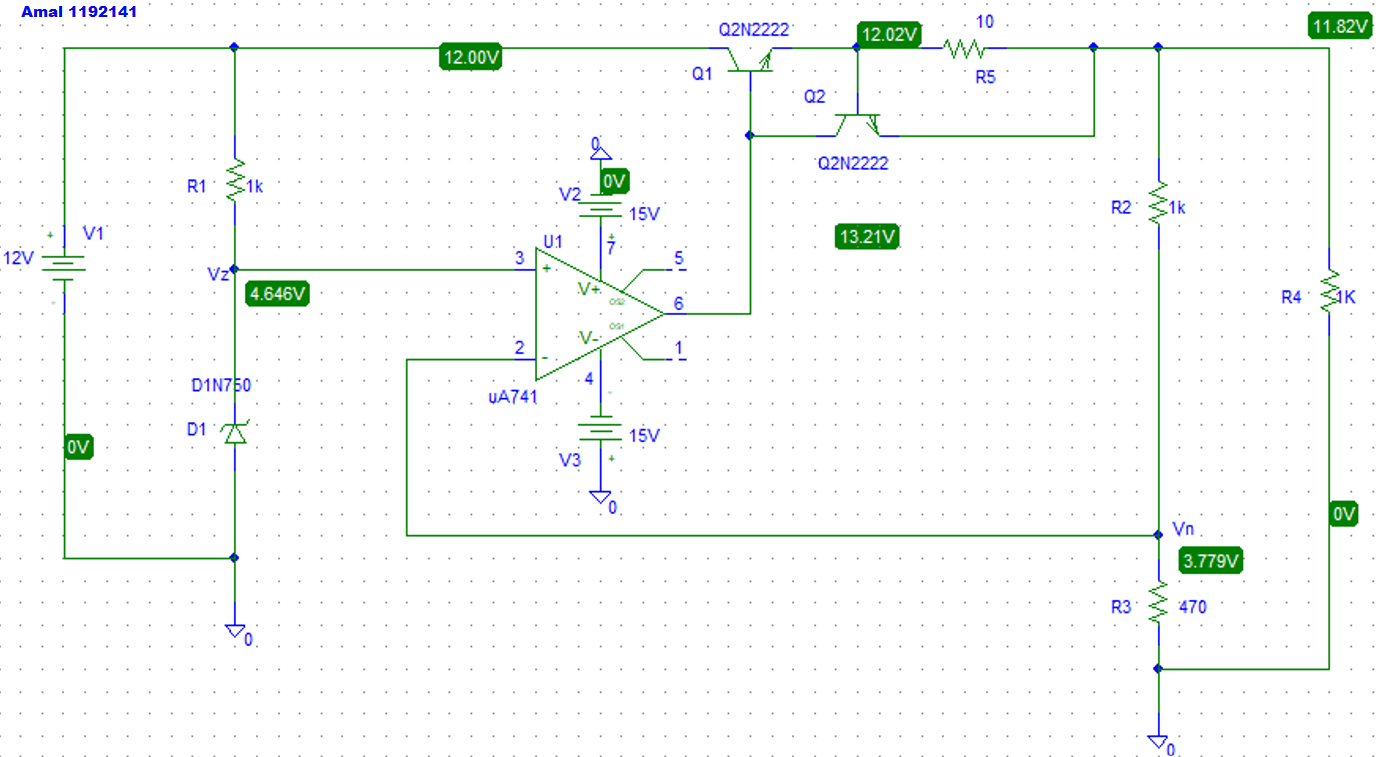 Amal 1192141
10
11.82V
Q2N2222
12.02V
12.00V
Q1
R5
Q2
0
Q2N2222
0V
R1
1k
V2
15V
R2
1k
V1
+
+
13.21V
12V
U1
7
3
5
+
Vz
4.646V
V+
OS2
6
R4
1K
-
OS1
V-
2
1
-
4
-
D1N750
uA741
D1
15V
0V
V3
+
0
0V
Vn
3.779V
R3
470
0
0